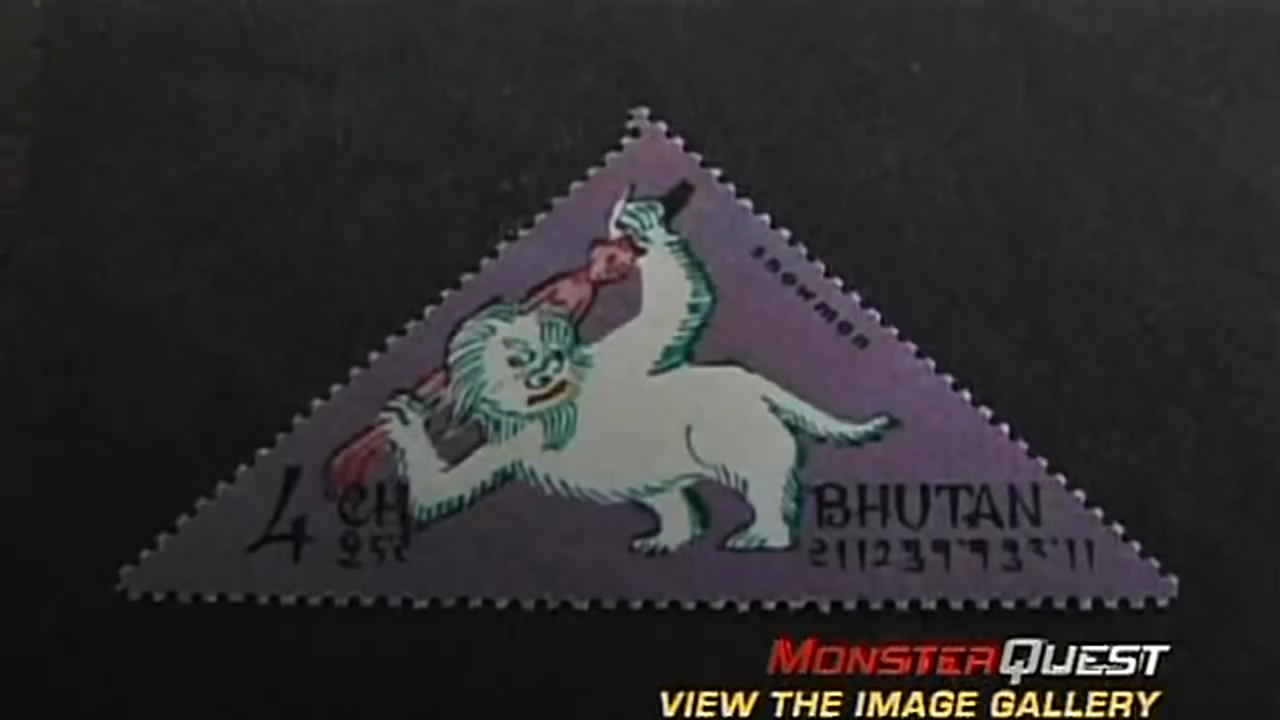 snowman
4 CH
BHUTAN
MONSTERQUEST
VIEW THE IMAGE GALLERY